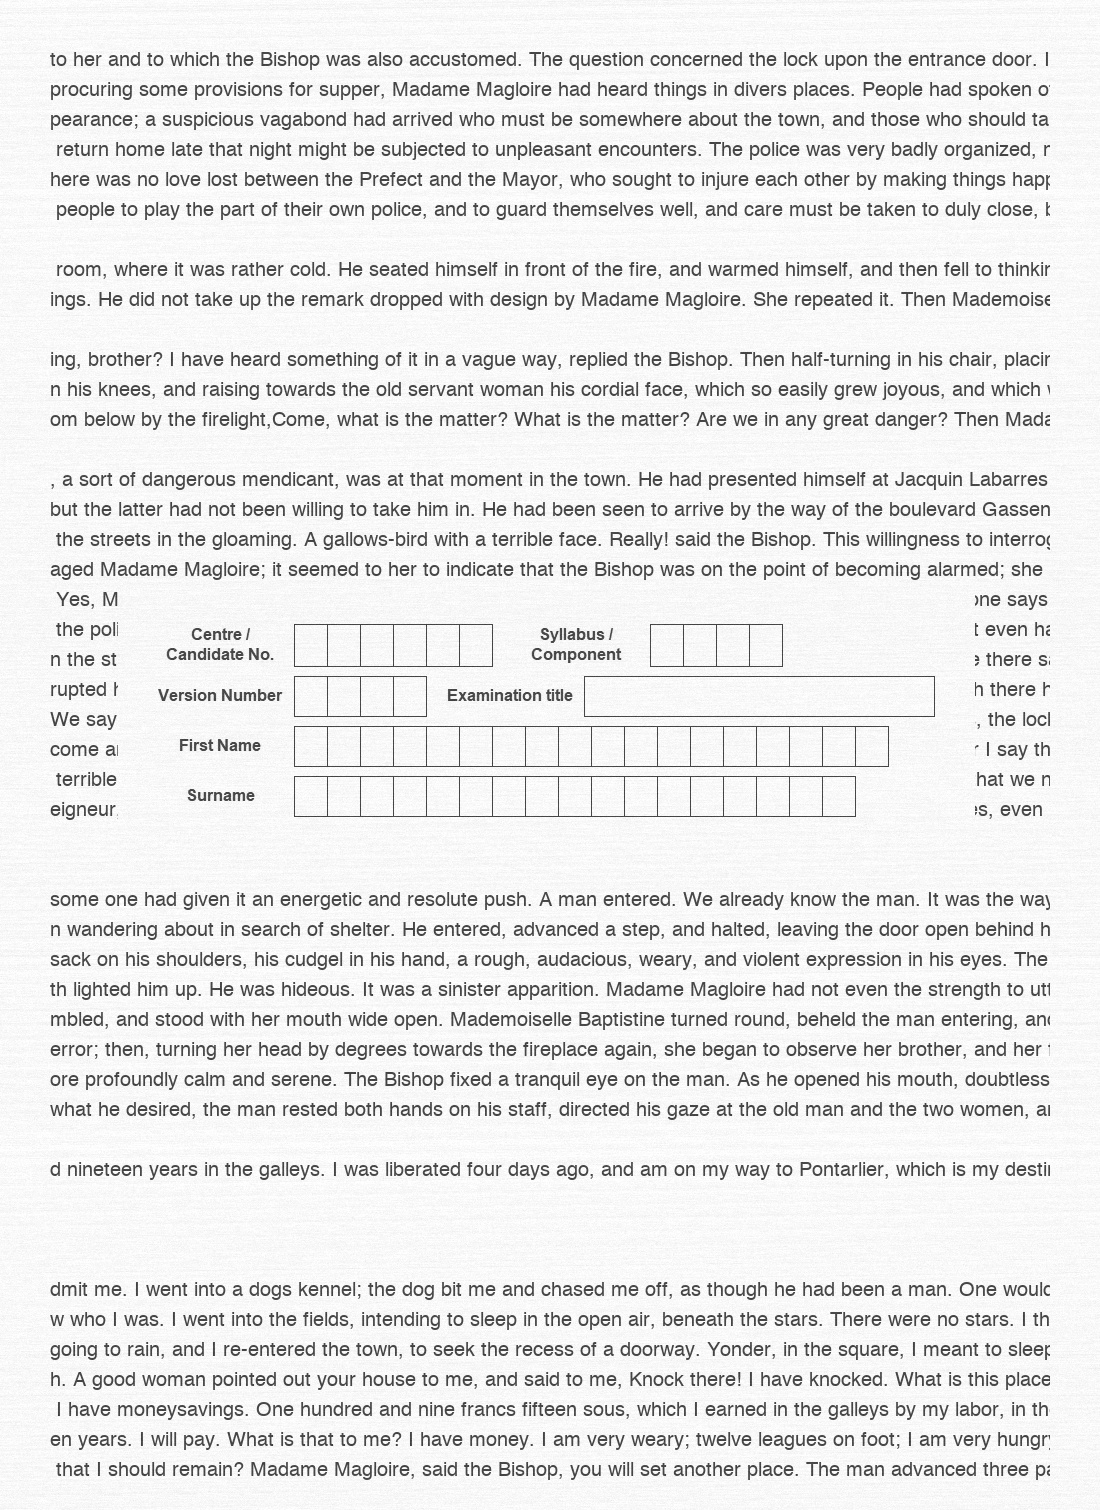 to her and to which the Bishop was also accustomed. The question concerned the lock upon the entrance door. I
procuring some provisions for supper, Madame Magloire had heard things in divers places. People had spoken o
pearance; a suspicious vagabond had arrived who must be somewhere about the town, and those who should ta
return home late that night might be subjected to unpleasant encounters. The police was very badly organized,
here was no love lost between the Prefect and the Mayor, who sought to injure each other by making things happ
people to play the part of their own police, and to guard themselves well, and care must be taken to duly close,
room, where it was rather cold. He seated himself in front of the fire, and warmed himself, and then fell to thinkin
ings. He did not take up the remark dropped with design by Madame Magloire. She repeated it. Then Mademoise
ing, brother? I have heard something of it in a vague way, replied the Bishop. Then half-turning in his chair, placin
n his knees, and raising towards the old servant woman his cordial face, which so easily grew joyous, and which
om below by the firelight,Come, what is the matter? What is the matter? Are we in any great danger? Then Mada
, a sort of dangerous mendicant, was at that moment in the town. He had presented himself at Jacquin Labarres
but the latter had not been willing to take him in. He had been seen to arrive by the way of the boulevard Gassen
the streets in the gloaming. A gallows-bird with a terrible face. Really! said the Bishop. This willingness to interrog
aged Madame Magloire; it seemed to her to indicate that the Bishop was on the point of becoming alarmed; she
Yes, M one says
the poli t even ha
n the st e there sa
rupted h h there h
We say , the lock
come an r I say th
terrible hat we n
eigneur. es, even
Centre / Candidate No.
Syllabus / Component
Version Number
Examination title
First Name
Surname
some one had given it an energetic and resolute push. A man entered. We already know the man. It was the way
n wandering about in search of shelter. He entered, advanced a step, and halted, leaving the door open behind h
sack on his shoulders, his cudgel in his hand, a rough, audacious, weary, and violent expression in his eyes. The
th lighted him up. He was hideous. It was a sinister apparition. Madame Magloire had not even the strength to utt
mbled, and stood with her mouth wide open. Mademoiselle Baptistine turned round, beheld the man entering, and
error; then, turning her head by degrees towards the fireplace again, she began to observe her brother, and her
ore profoundly calm and serene. The Bishop fixed a tranquil eye on the man. As he opened his mouth, doubtless
what he desired, the man rested both hands on his staff, directed his gaze at the old man and the two women, an
d nineteen years in the galleys. I was liberated four days ago, and am on my way to Pontarlier, which is my destin
dmit me. I went into a dogs kennel; the dog bit me and chased me off, as though he had been a man. One would
w who I was. I went into the fields, intending to sleep in the open air, beneath the stars. There were no stars. I th
going to rain, and I re-entered the town, to seek the recess of a doorway. Yonder, in the square, I meant to sleep
h. A good woman pointed out your house to me, and said to me, Knock there! I have knocked. What is this place
I have moneysavings. One hundred and nine francs fifteen sous, which I earned in the galleys by my labor, in th
en years. I will pay. What is that to me? I have money. I am very weary; twelve leagues on foot; I am very hungry
that I should remain? Madame Magloire, said the Bishop, you will set another place. The man advanced three pa